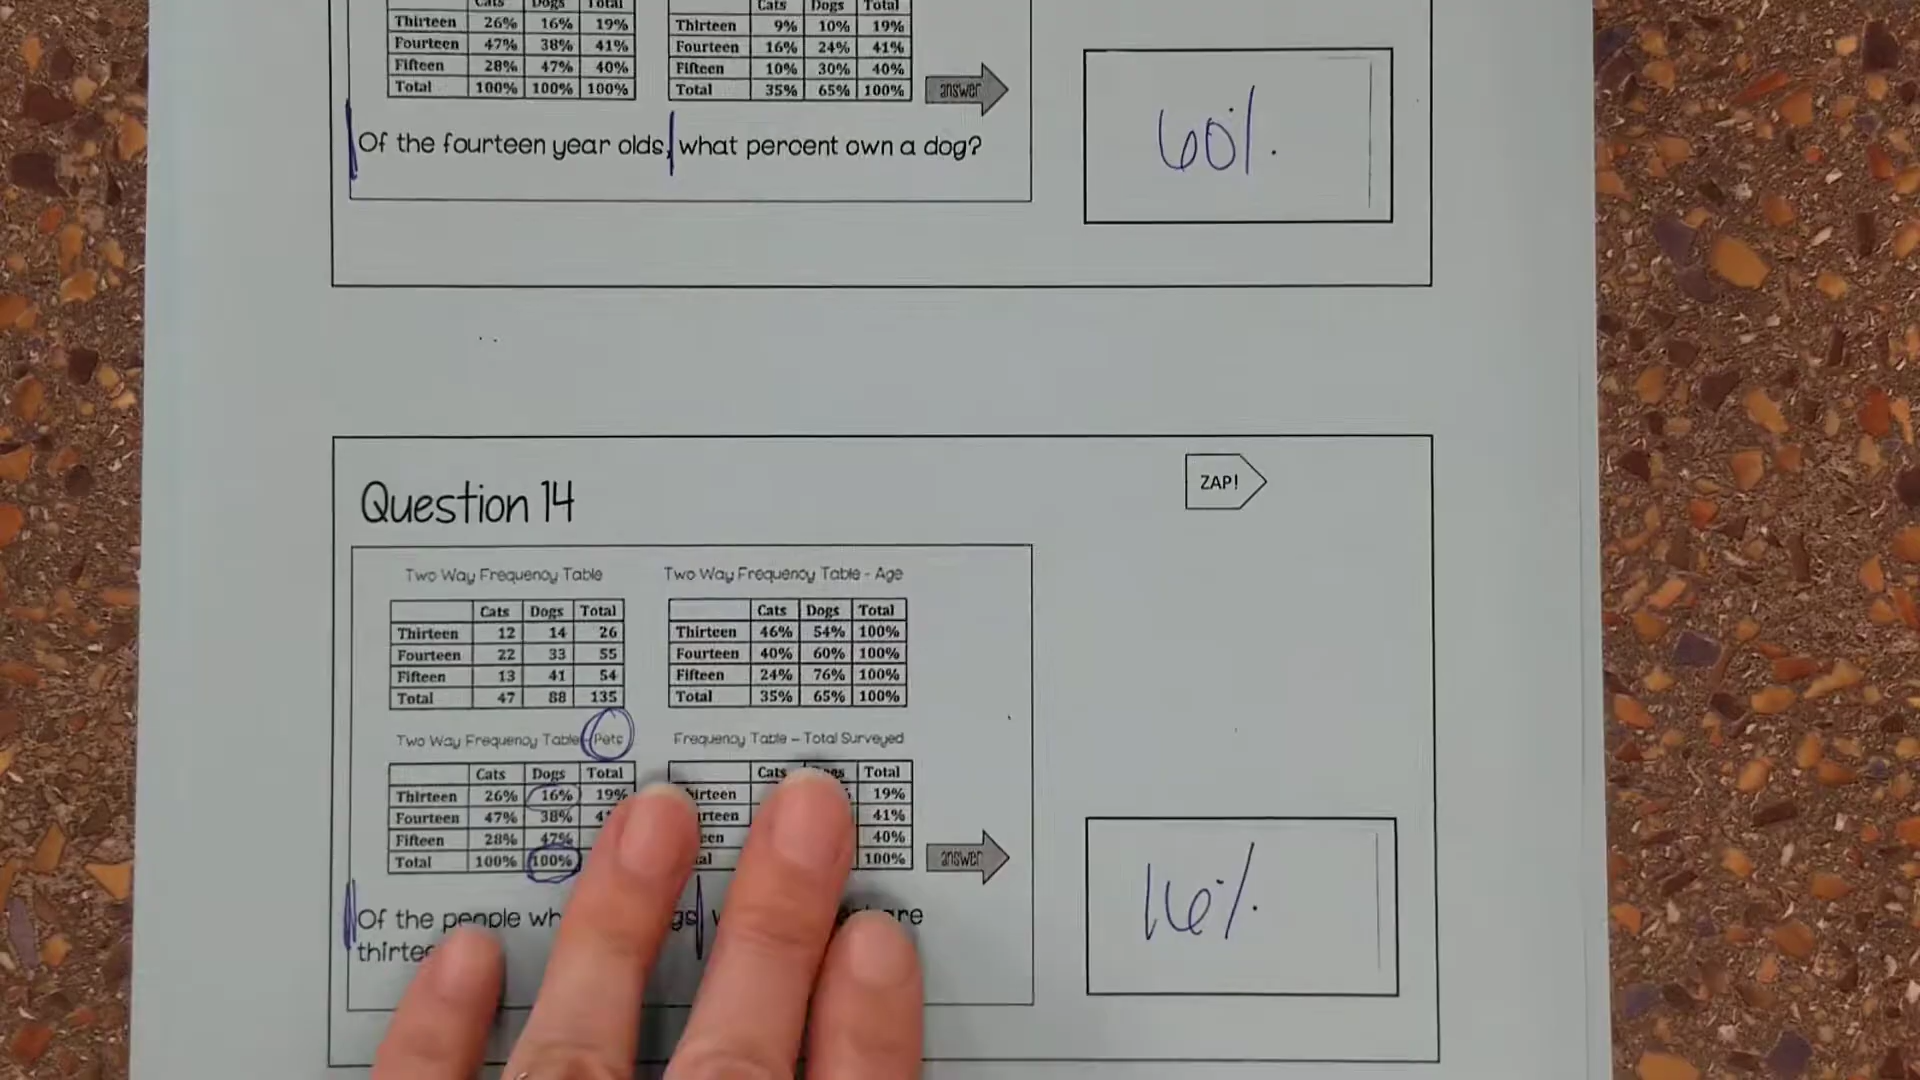 Cats Dogs Total
Thirteen 26% 16% 19%
Fourteen 47% 38% 41%
Fifteen 28% 47% 40%
Total 100% 100% 100%
Cats Dogs Total
Thirteen 9% 10% 19%
Fourteen 16% 24% 41%
Fifteen 10% 30% 40%
Total 35% 65% 100%
answer
60%.
Of the fourteen year olds, what percent own a dog?
ZAP!
Question 14
Two Way Frequency Table
Cats Dogs Total
Thirteen 12 14 26
Fourteen 22 33 55
Fifteen 13 41 54
Total 47 88 135
Two Way Frequency Table - Age
Cats Dogs Total
Thirteen 46% 54% 100%
Fourteen 40% 60% 100%
Fifteen 24% 76% 100%
Total 35% 65% 100%
Two Way Frequency Table - Pets
Cats Dogs Total
Thirteen 26% 16% 19%
Fourteen 47% 38%
Fifteen 28% 47%
Total 100% 100%
Frequency Table - Total Surveyed
Cats Total
19%
41%
40%
100%
answer
16%.
Of the people